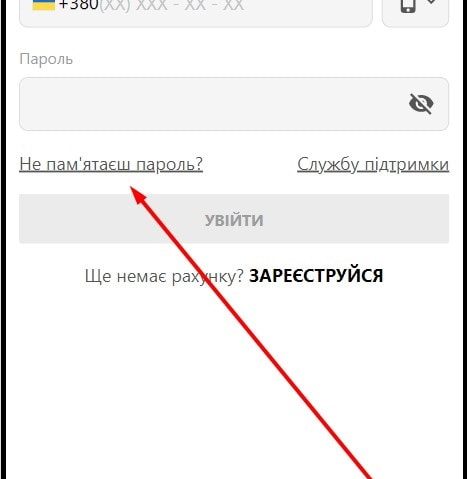 +380(XX) XXX - XX - XX
Пароль
Не пам'ятаєш пароль?
Службу підтримки
УВІЙТИ
Ще немає рахунку? ЗАРЕЄСТРУЙСЯ